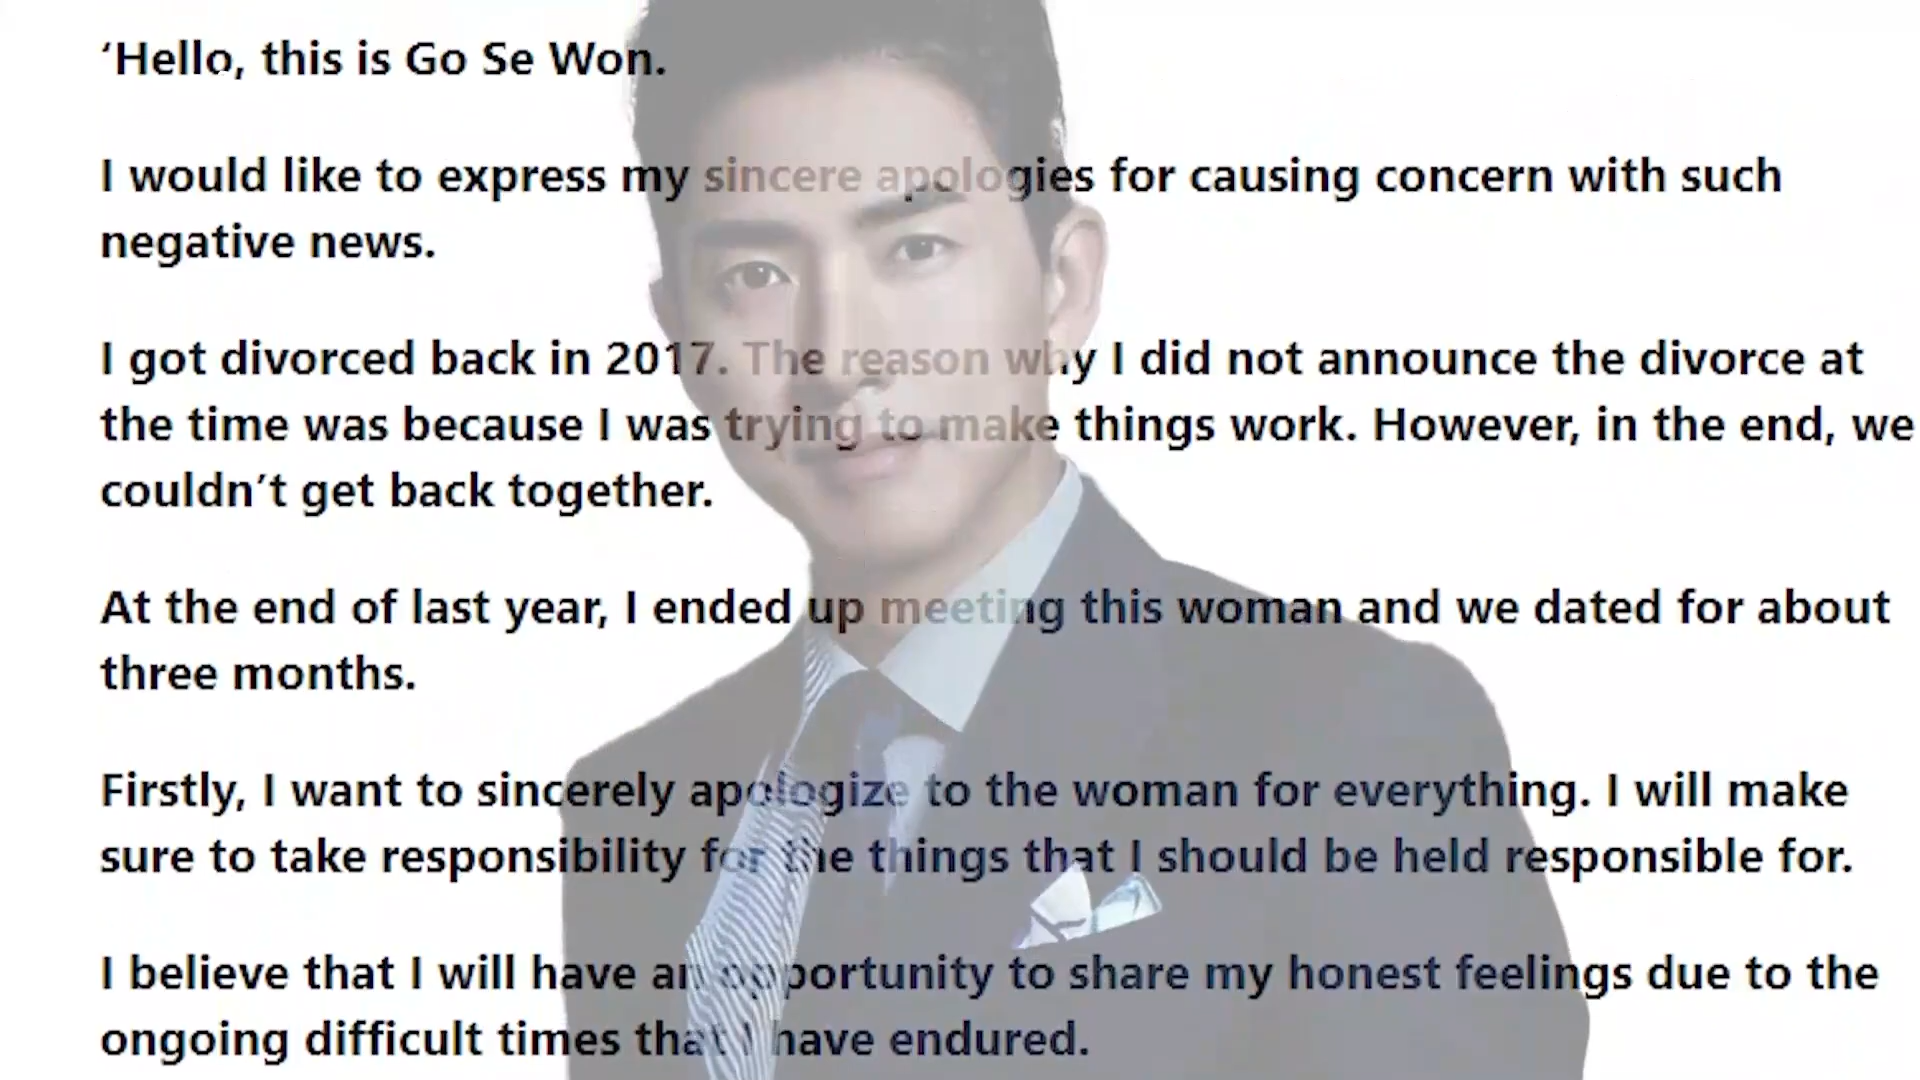 ‘Hello, this is Go Se Won.
I would like to express my sincere apologies for causing concern with such
negative news.
I got divorced back in 2017. The reason why I did not announce the divorce at
the time was because I was trying to make things work. However, in the end, we
couldn’t get back together.
At the end of last year, I ended up meeting this woman and we dated for about
three months.
Firstly, I want to sincerely apologize to the woman for everything. I will make
sure to take responsibility for the things that I should be held responsible for.
I believe that I will have an opportunity to share my honest feelings due to the
ongoing difficult times that I have endured.